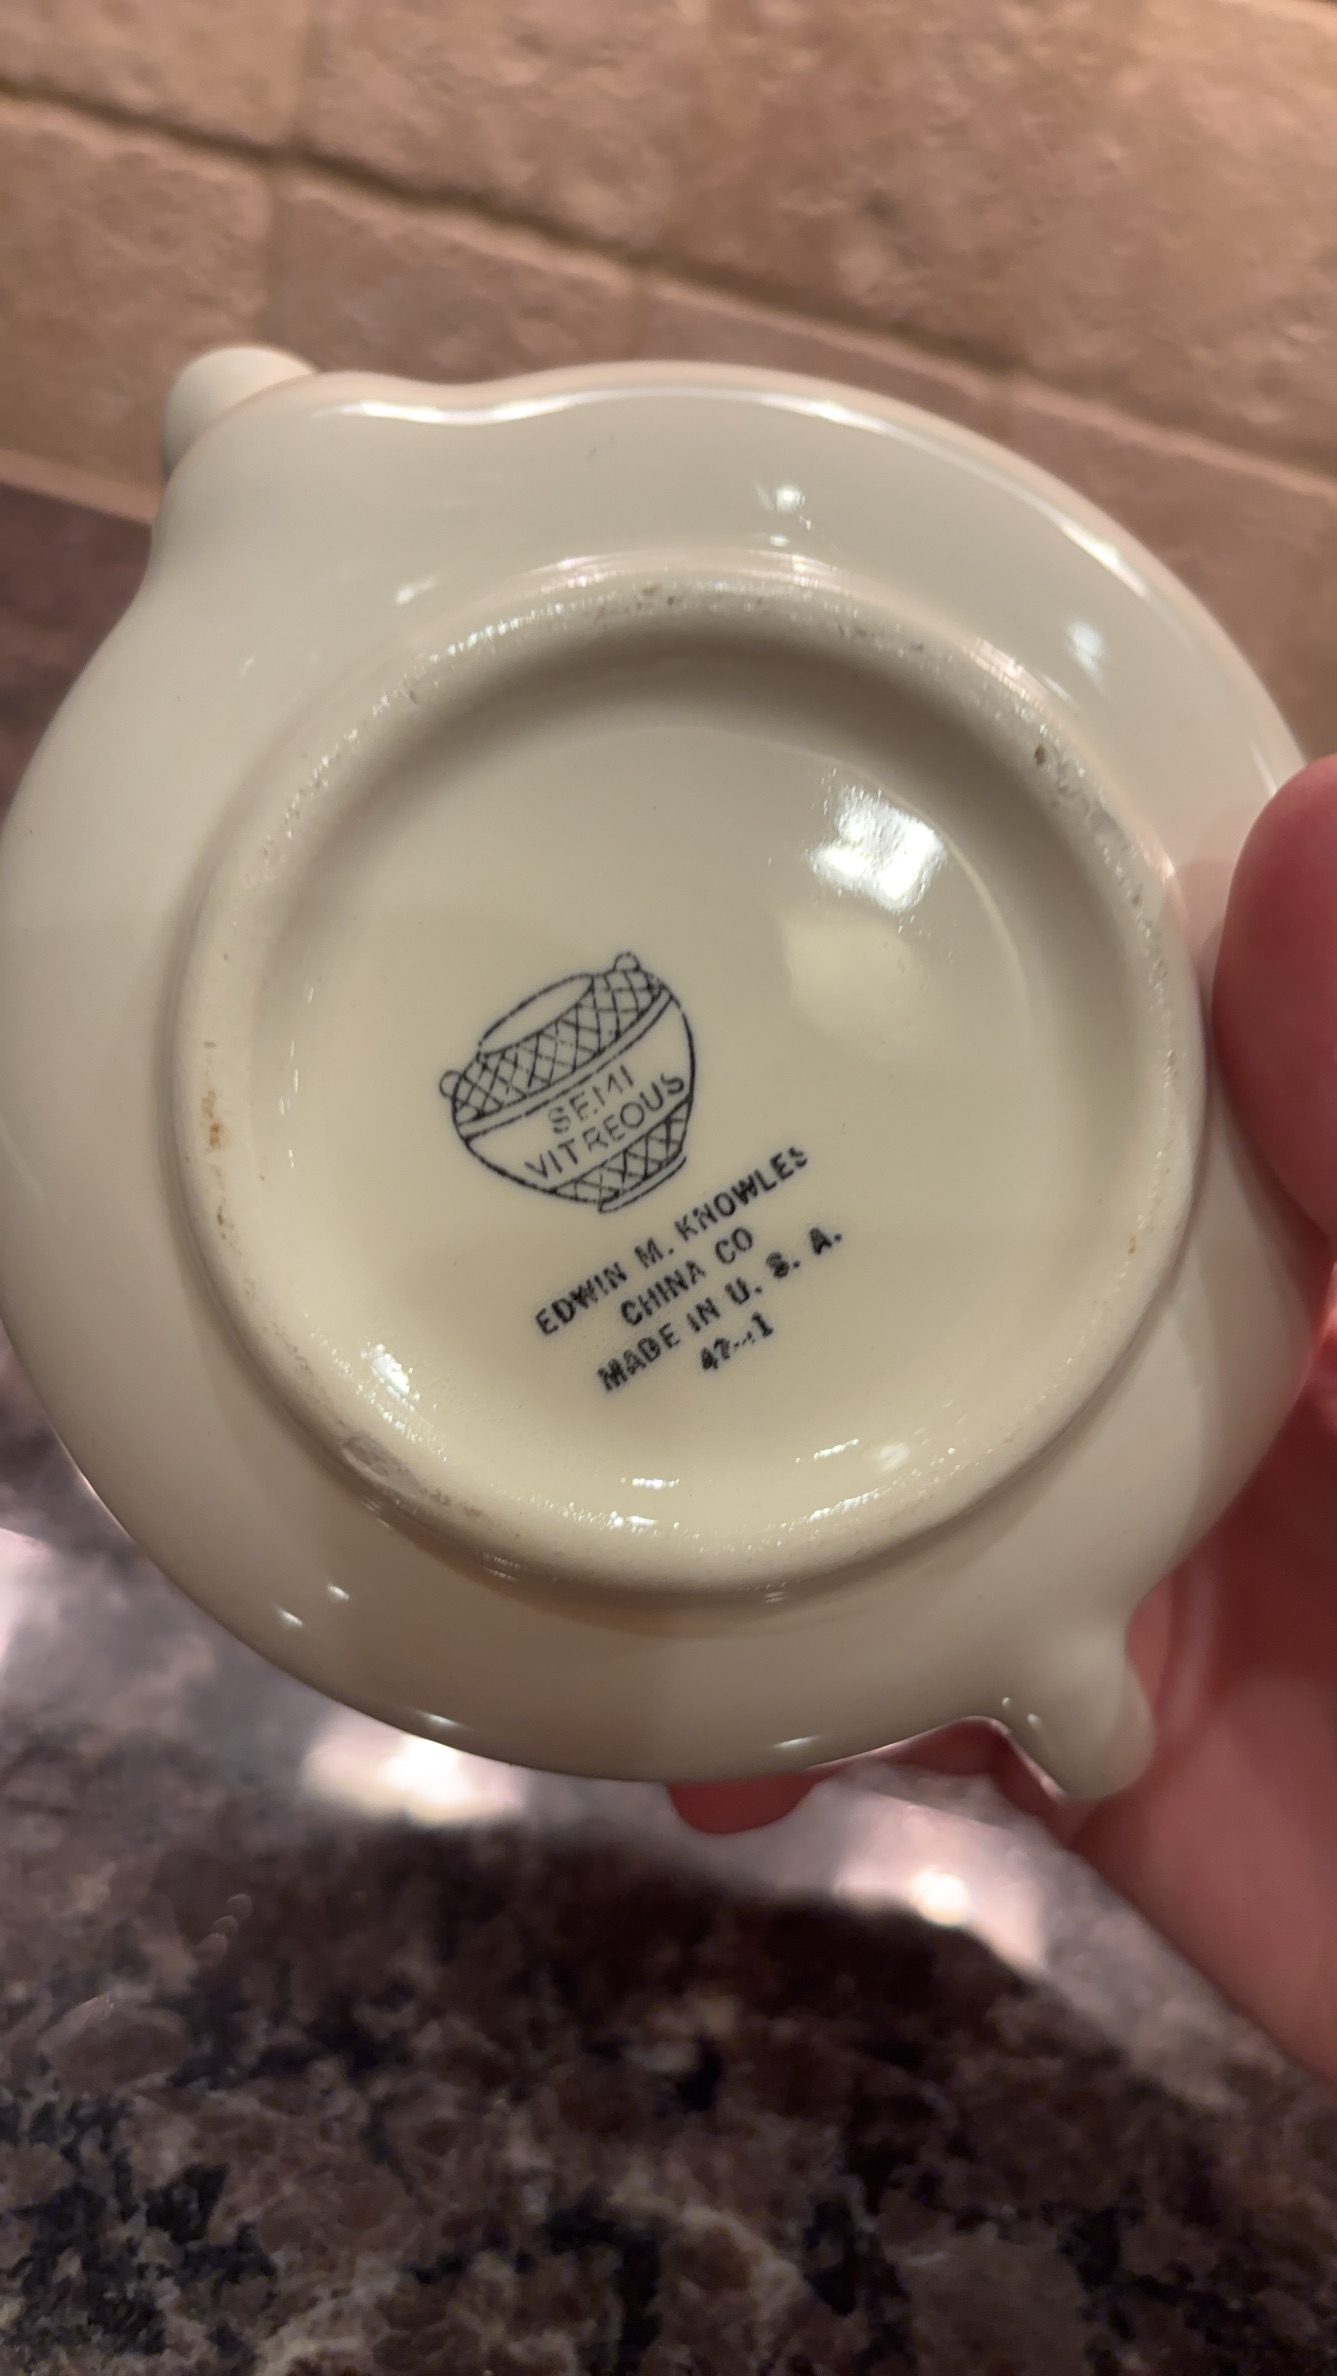 SEMI
VITREOUS
EDWIN M. KNOWLES
CHINA CO
MADE IN U. S. A.